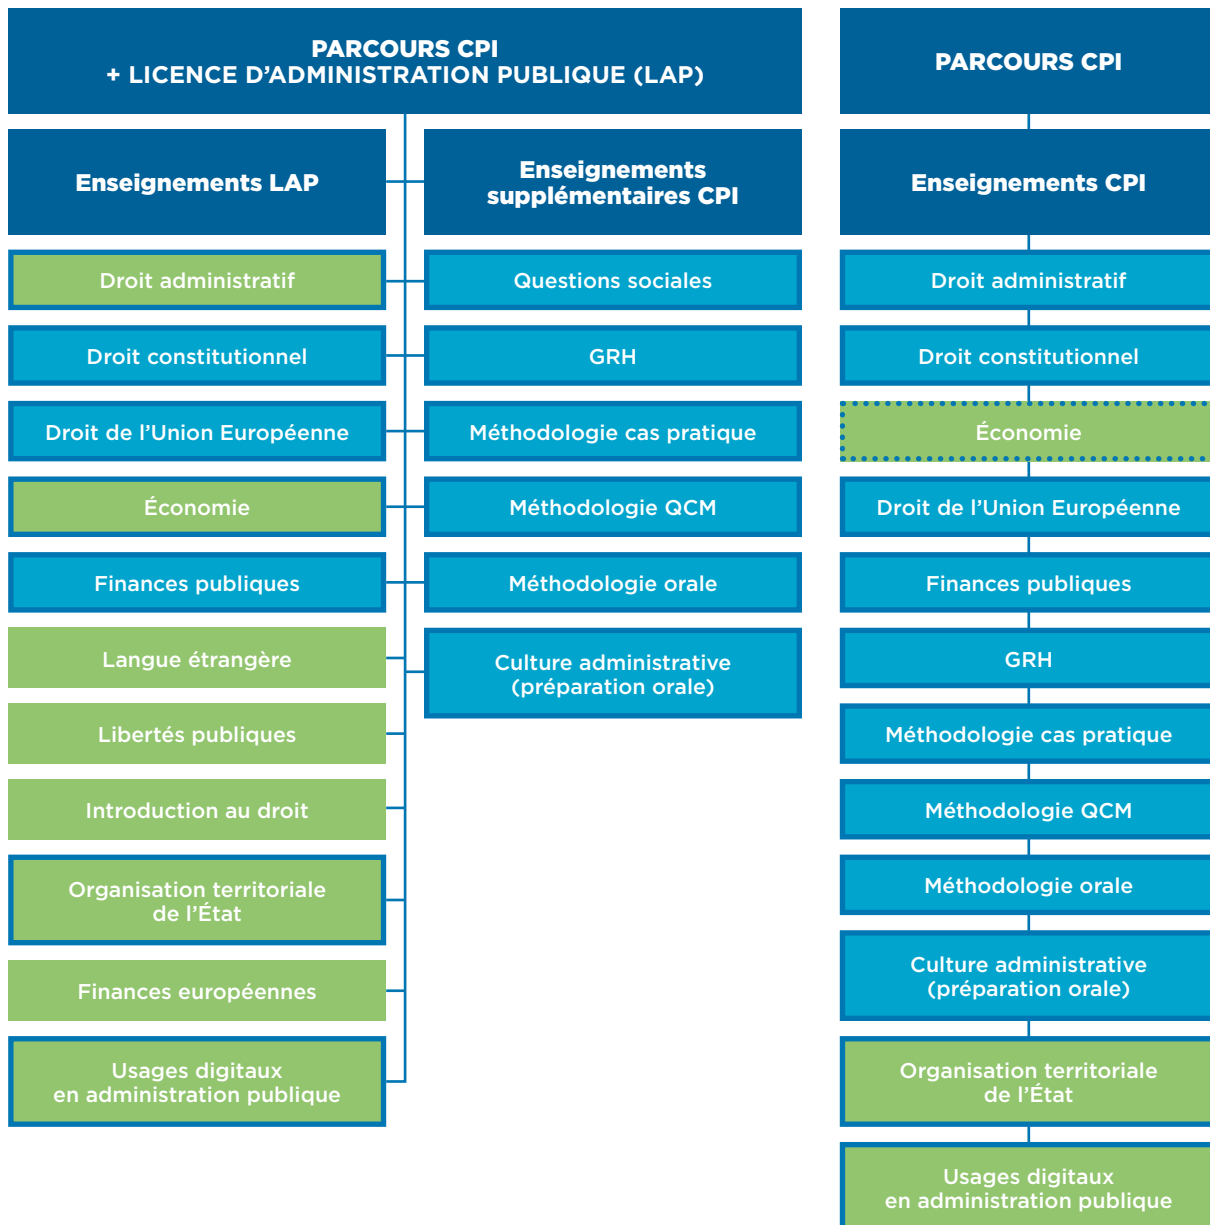 PARCOURS CPI
+ LICENCE D’ADMINISTRATION PUBLIQUE (LAP)
Enseignements LAP
Droit administratif
Droit constitutionnel
Droit de l’Union Européenne
Économie
Finances publiques
Langue étrangère
Libertés publiques
Introduction au droit
Organisation territoriale
de l’État
Finances européennes
Usages digitaux
en administration publique
Enseignements
supplémentaires CPI
Questions sociales
GRH
Méthodologie cas pratique
Méthodologie QCM
Méthodologie orale
Culture administrative
(préparation orale)
PARCOURS CPI
Enseignements CPI
Droit administratif
Droit constitutionnel
Économie
Droit de l’Union Européenne
Finances publiques
GRH
Méthodologie cas pratique
Méthodologie QCM
Méthodologie orale
Culture administrative
(préparation orale)
Organisation territoriale
de l’État
Usages digitaux
en administration publique